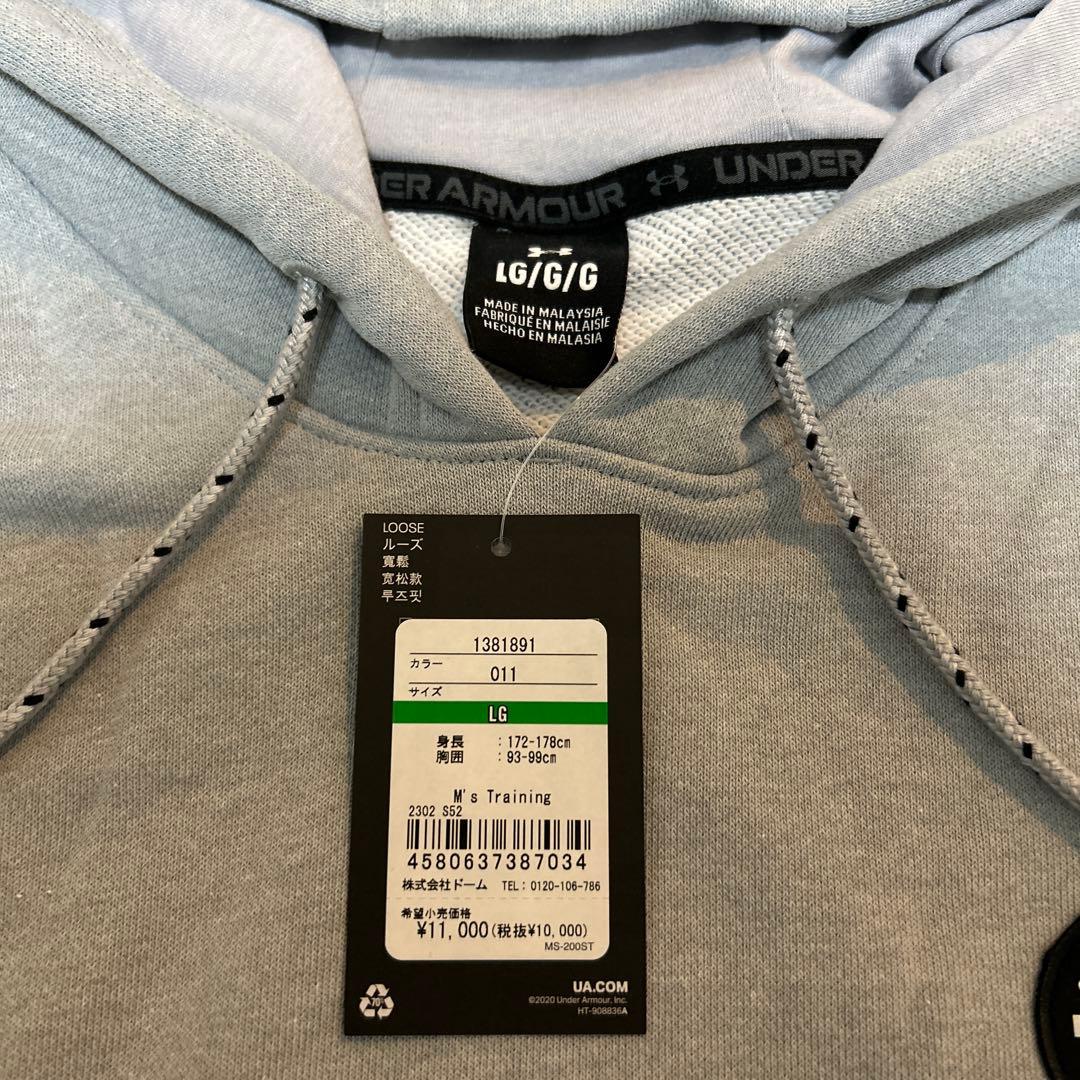 ER ARMOUR UNDER
LG/G/G
MADE IN MALAYSIA
FABRIQUÉ EN MALAISIE
HECHO EN MALASIA
LOOSE
ルーズ
寬鬆
宽松款
루즈핏
1381891
カラー
011
サイズ
LG
身長 : 172-178cm
胸囲 : 93-99cm
M's Training
2302 S52
4580637387034
株式会社ドーム TEL: 0120-106-786
希望小売価格
¥11,000(税抜¥10,000)
MS-200ST
70%
UA.COM
©2020 Under Armour, Inc.
HT-908836A